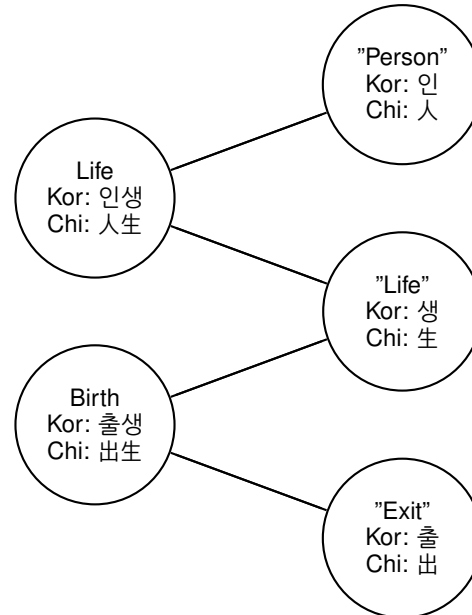 ”Person”
Kor: 인
Chi: 人
Life
Kor: 인생
Chi: 人生
”Life”
Kor: 생
Chi: 生
Birth
Kor: 출생
Chi: 出生
”Exit”
Kor: 출
Chi: 出